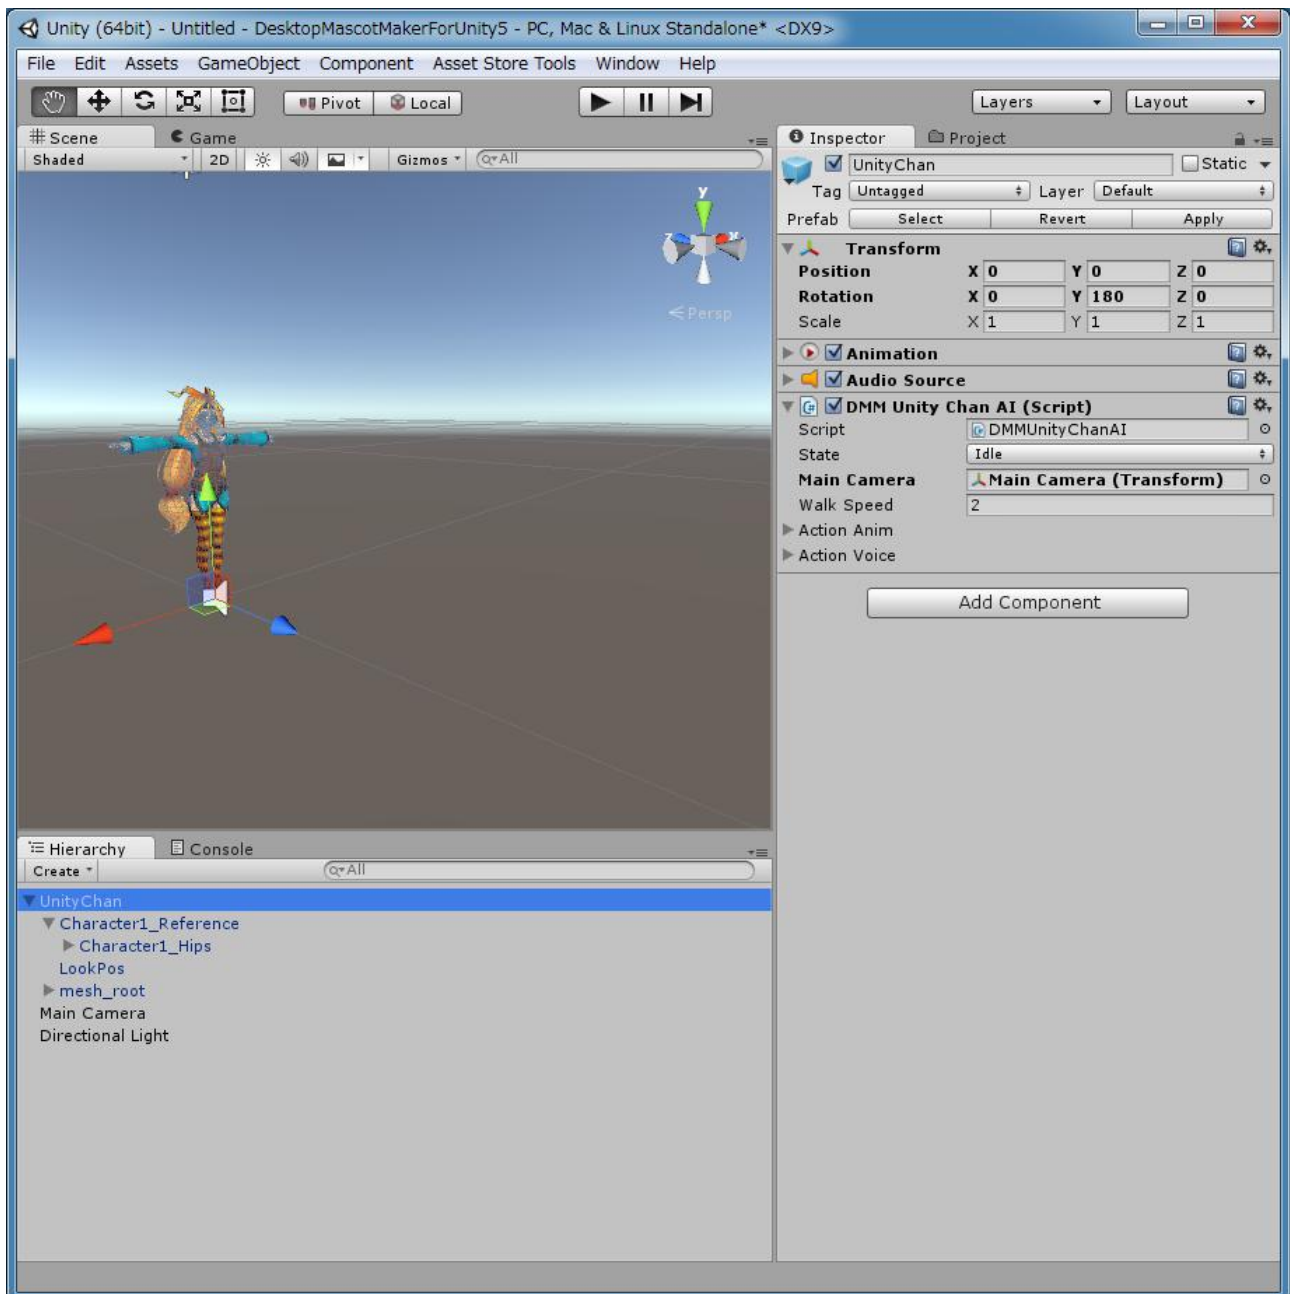 Unity (64bit) - Untitled - DesktopMascotMakerForUnity5 - PC, Mac & Linux Standalone* <DX9>
File Edit Assets GameObject Component Asset Store Tools Window Help
Pivot Local Layers Layout
Scene Game
Shaded 2D Gizmos All
y
z x
Persp
Inspector Project
UnityChan Static
Tag Untagged Layer Default
Prefab Select Revert Apply
Transform
Position X 0 Y 0 Z 0
Rotation X 0 Y 180 Z 0
Scale X 1 Y 1 Z 1
Animation
Audio Source
DMM Unity Chan AI (Script)
Script DMMUnityChanAI
State Idle
Main Camera Main Camera (Transform)
Walk Speed 2
Action Anim
Action Voice
Add Component
Hierarchy Console
Create All
UnityChan
Character1_Reference
Character1_Hips
LookPos
mesh_root
Main Camera
Directional Light